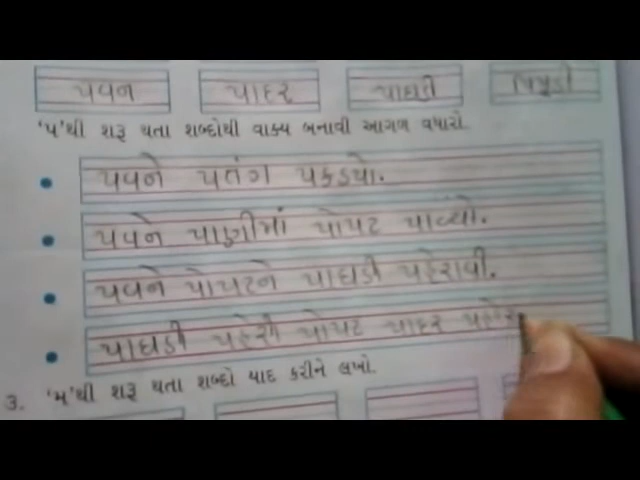 પવન પાદર પાઘડી પિપૂડી
'પ'થી શરૂ થતા શબ્દોથી વાક્ય બનાવી આગળ વધારો.
પવને પતંગ પકડયો.
પવને પાણીમાં પોપટ પાળ્યો.
પવને પોપટને પાઘડી પહેરાવી.
પાઘડી પહેરી પોપટ પાદર પહોંચ
3. 'મ'થી શરૂ થતા શબ્દો યાદ કરીને લખો.